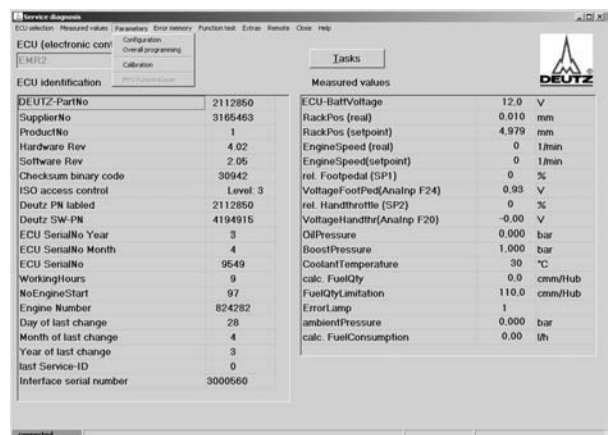 Service diagnosis
ECU selection Measured values Parameters Error memory Function test Extras Remote Close Help
ECU (electronic con
Configuration
Overall programming
Calibration
EMR2
Tasks
DEUTZ
ECU identification
Measured values
DEUTZ-PartNo 2112850
SupplierNo 3165463
ProductNo 1
Hardware Rev 4.02
Software Rev 2.05
Checksum binary code 30942
ISO access control Level: 3
Deutz PN labled 2112850
Deutz SW-PN 4194915
ECU SerialNo Year 3
ECU SerialNo Month 4
ECU SerialNo 9549
WorkingHours 9
NoEngineStart 97
Engine Number 824282
Day of last change 28
Month of last change 4
Year of last change 3
last Service-ID 0
Interface serial number 3000560
ECU-BattVoltage 12,0 V
RackPos (real) 0,010 mm
RackPos (setpoint) 4,979 mm
EngineSpeed (real) 0 1/min
EngineSpeed(setpoint) 0 1/min
rel. Footpedal (SP1) 0 %
VoltageFootPed(AnaInp F24) 0,93 V
rel. Handthrottle (SP2) 0 %
VoltageHandthr(AnaInp F20) -0,00 V
OilPressure 0,000 bar
BoostPressure 1,000 bar
CoolantTemperature 30 °C
calc. FuelQty 0,0 cmm/Hub
FuelQtyLimitation 110,0 cmm/Hub
ErrorLamp 1
ambientPressure 0,000 bar
calc. FuelConsumption 0,00 l/h
connected